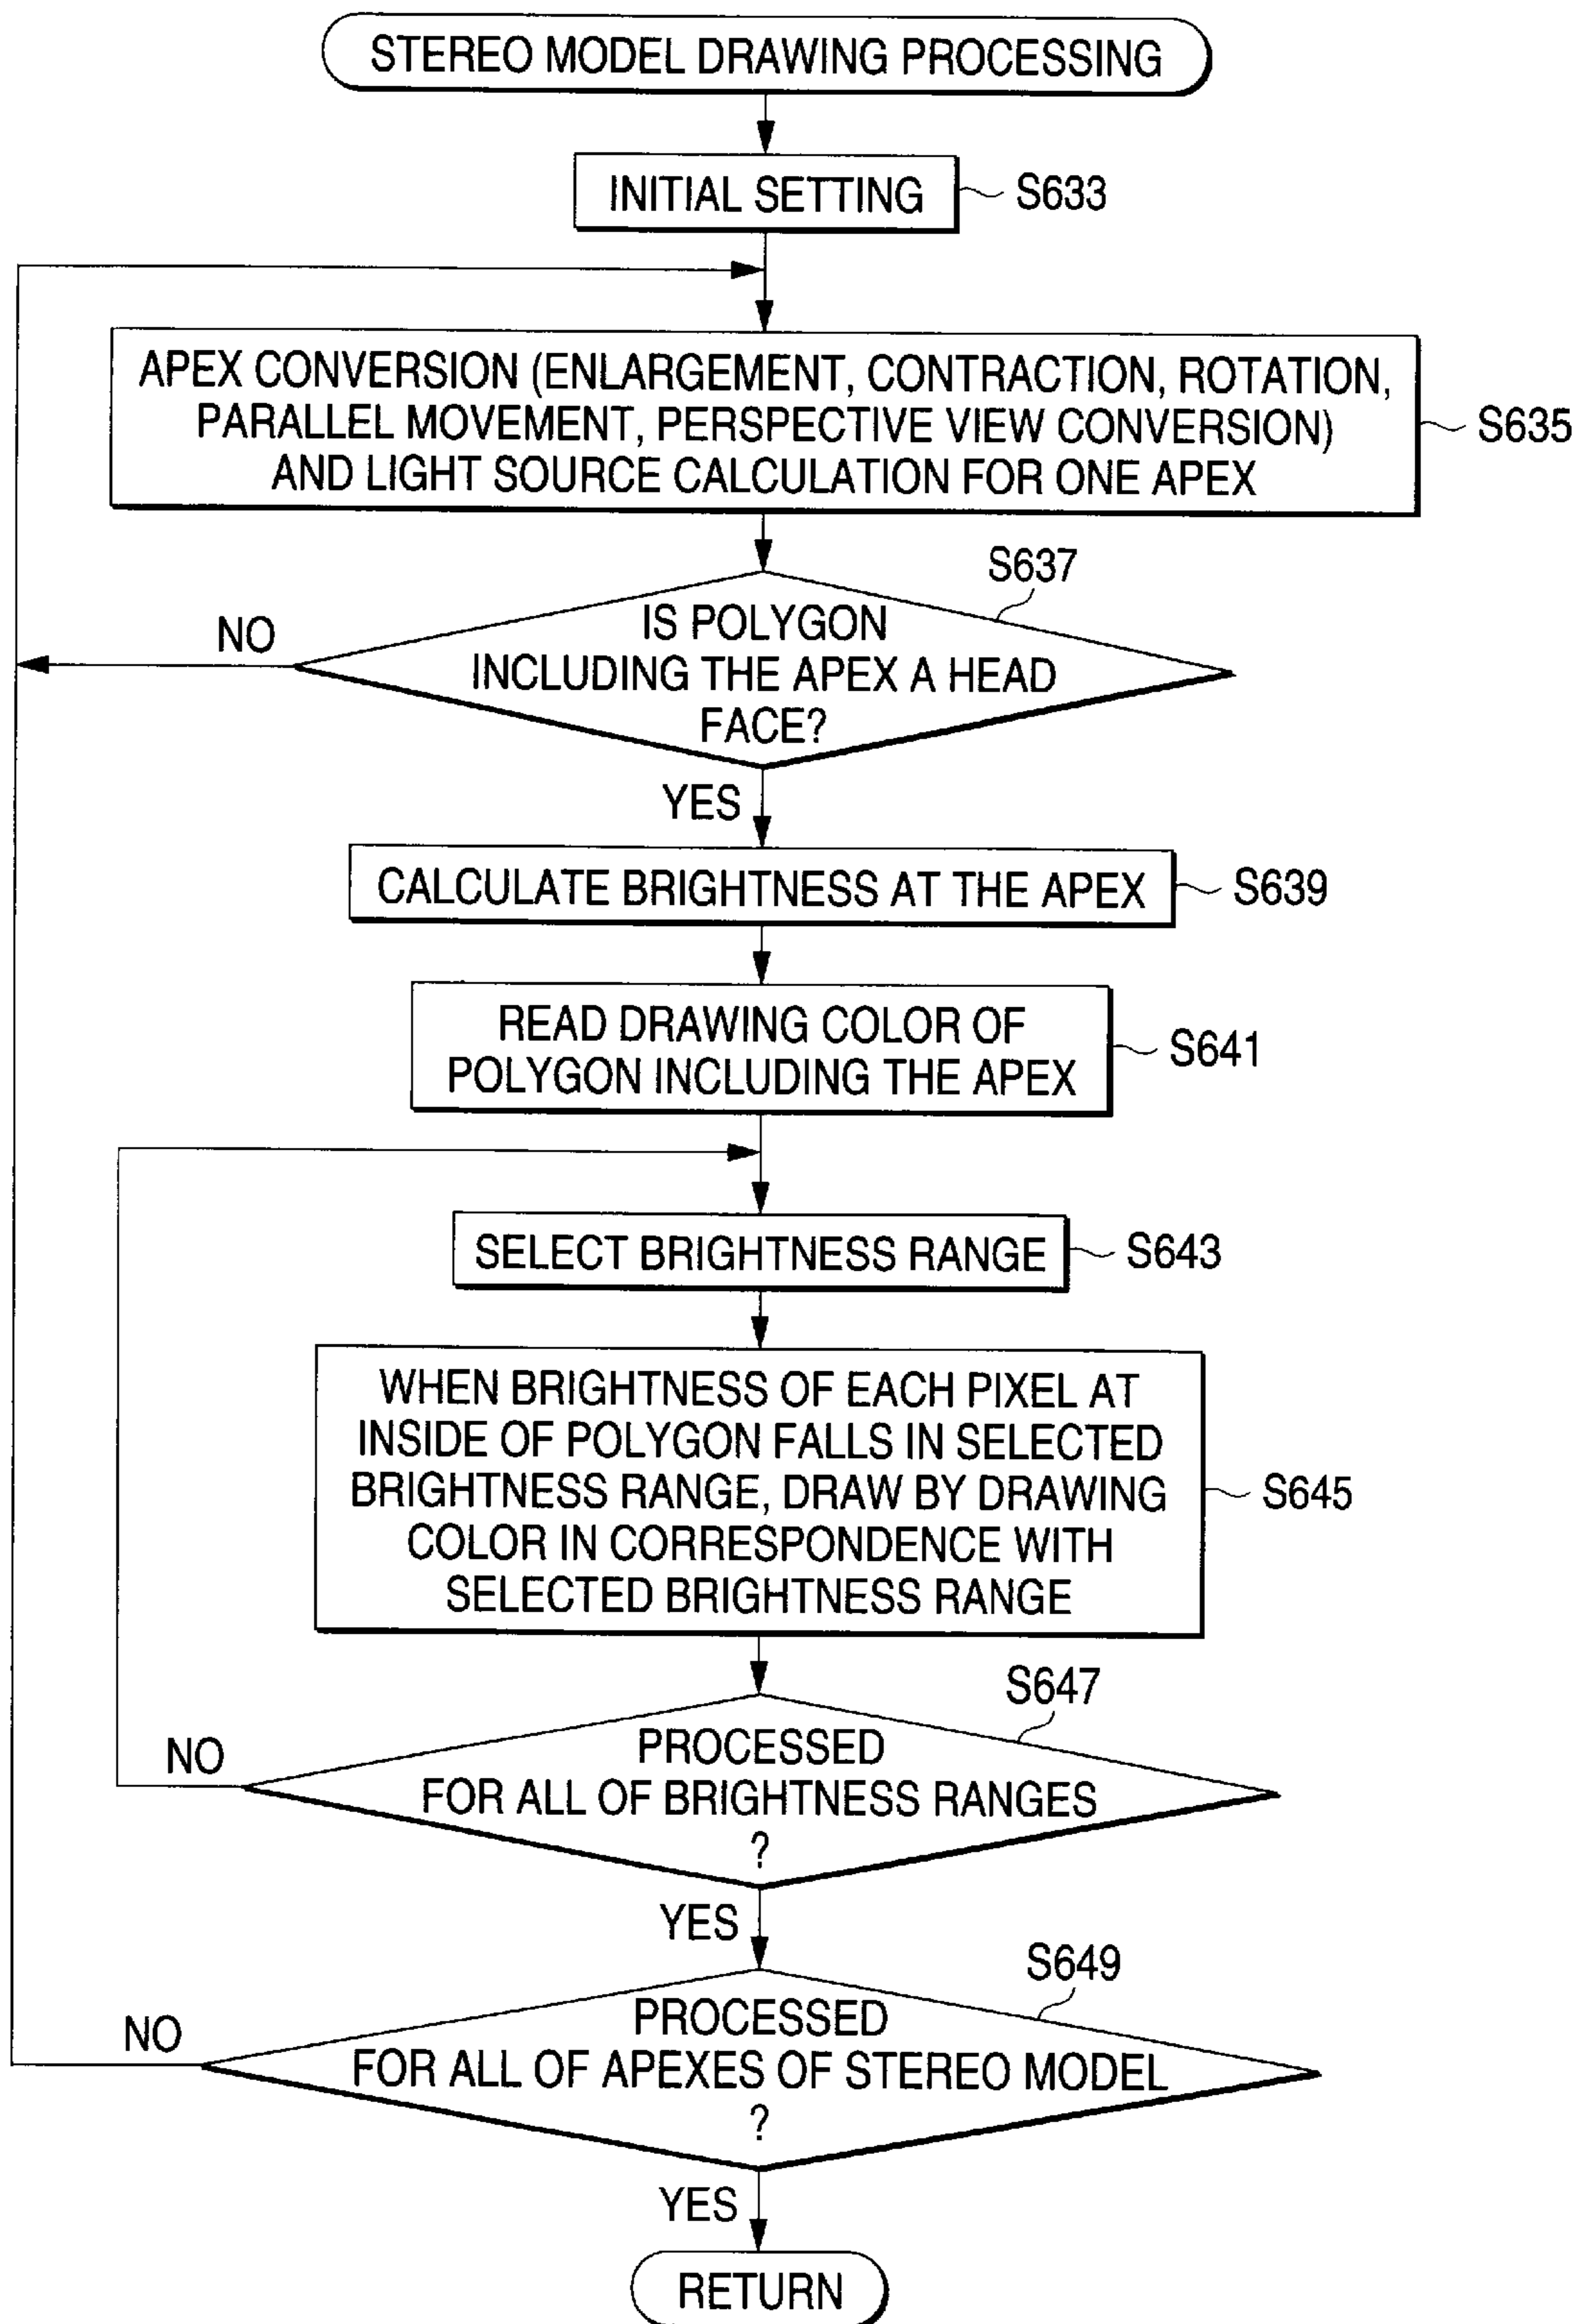 STEREO MODEL DRAWING PROCESSING
INITIAL SETTING
S633
APEX CONVERSION (ENLARGEMENT, CONTRACTION, ROTATION,
PARALLEL MOVEMENT, PERSPECTIVE VIEW CONVERSION)
AND LIGHT SOURCE CALCULATION FOR ONE APEX
S635
S637
NO
IS POLYGON
INCLUDING THE APEX A HEAD
FACE?
YES
CALCULATE BRIGHTNESS AT THE APEX
S639
READ DRAWING COLOR OF
POLYGON INCLUDING THE APEX
S641
SELECT BRIGHTNESS RANGE
S643
WHEN BRIGHTNESS OF EACH PIXEL AT
INSIDE OF POLYGON FALLS IN SELECTED
BRIGHTNESS RANGE, DRAW BY DRAWING
COLOR IN CORRESPONDENCE WITH
SELECTED BRIGHTNESS RANGE
S645
S647
NO
PROCESSED
FOR ALL OF BRIGHTNESS RANGES
?
YES
S649
NO
PROCESSED
FOR ALL OF APEXES OF STEREO MODEL
?
YES
RETURN